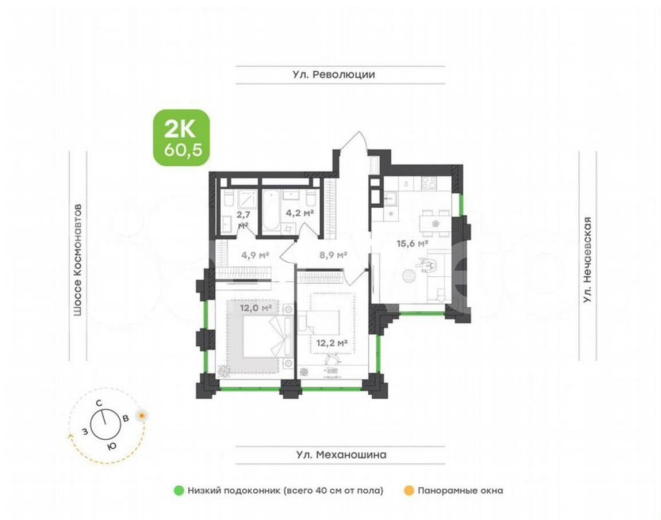 Ул. Революции
2К
60,5
Шоссе Космонавтов
Ул. Нечаевская
2,7
м²
4,2 м²
4,9 м²
8,9 м²
15,6 м²
12,0 м²
12,2 м²
С
В
З
Ю
Ул. Механошина
Низкий подоконник (всего 40 см от пола)
Панорамные окна